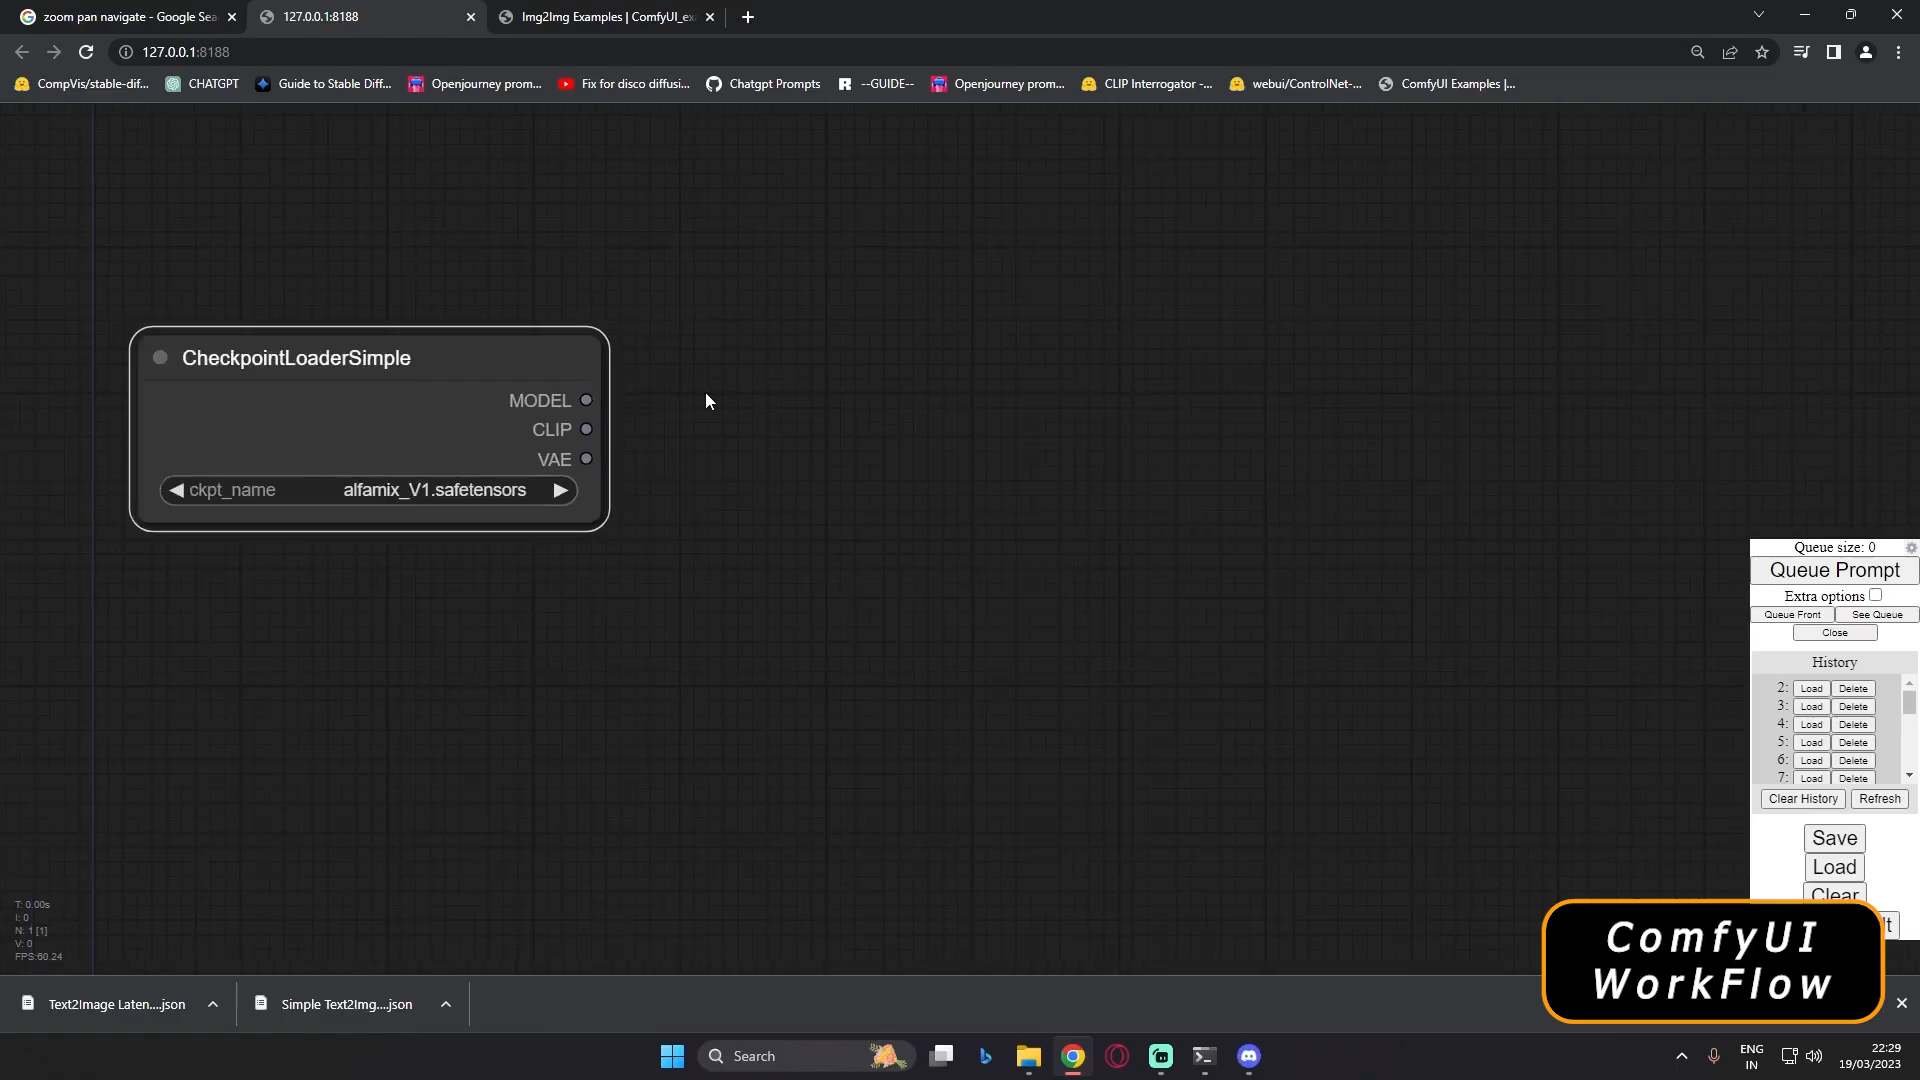 zoom pan navigate - Google Sea
127.0.0.1:8188
Img2Img Examples | ComfyUI_ex
127.0.0.1:8188
CompVis/stable-dif...
CHATGPT
Guide to Stable Diff...
Openjourney prom...
Fix for disco diffusi...
Chatgpt Prompts
--GUIDE--
Openjourney prom...
CLIP Interrogator -...
webui/ControlNet-...
ComfyUI Examples |...
CheckpointLoaderSimple
MODEL
CLIP
VAE
ckpt_name alfamix_V1.safetensors
Queue size: 0
Queue Prompt
Extra options
Queue Front See Queue
Close
History
2: Load Delete
3: Load Delete
4: Load Delete
5: Load Delete
6: Load Delete
7: Load Delete
Clear History Refresh
Save
Load
Clear
lt
T: 0.00s
I: 0
N: 1 [1]
V: 0
FPS:60.24
ComfyUI
WorkFlow
Text2Image Laten....json
Simple Text2Img....json
Search
ENG
IN
22:29
19/03/2023